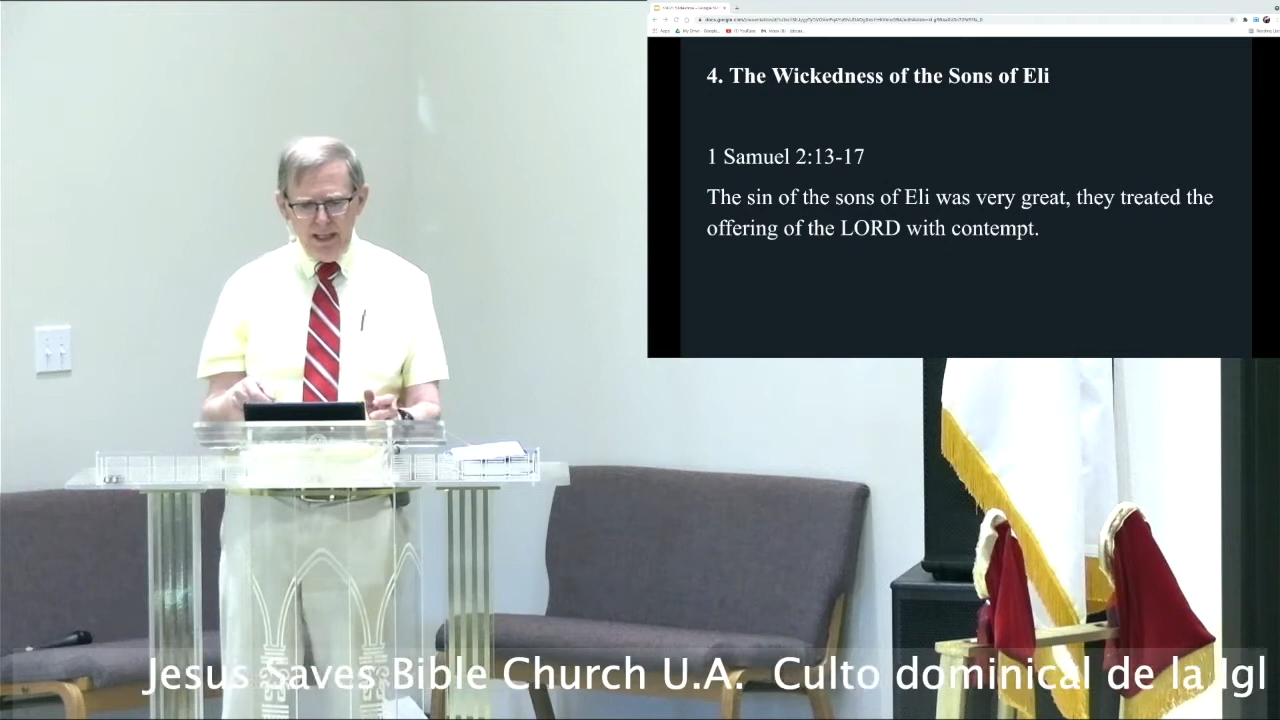 4. The Wickedness of the Sons of Eli
1 Samuel 2:13-17
The sin of the sons of Eli was very great, they treated the
offering of the LORD with contempt.
Jesus Saves Bible Church U.A. Culto dominical de la Igl